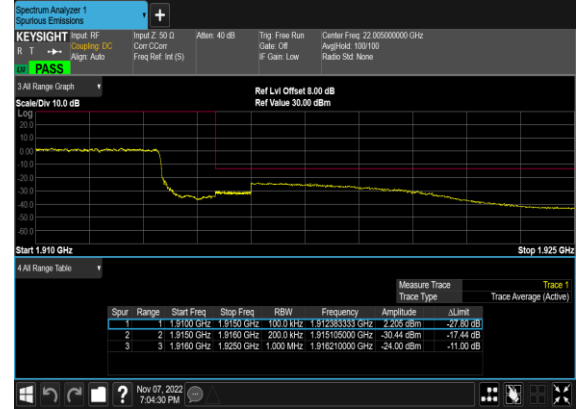 Spectrum Analyzer 1
Spurious Emissions
KEYSIGHT Input: RF Input Z: 50 Ω Atten: 40 dB Trig: Free Run Center Freq: 22.005000000 GHz
R T Coupling: DC Corr CCorr Gate: Off Avg|Hold: 100/100
Align: Auto Freq Ref: Int (S) IF Gain: Low Radio Std: None
LNI PASS
3 All Range Graph
Ref Lvl Offset 8.00 dB
Scale/Div 10.0 dB Ref Value 30.00 dBm
Log
20.0
10.0
0.00
-10.0
-20.0
-30.0
-40.0
-50.0
-60.0
Start 1.910 GHz Stop 1.925 GHz
4 All Range Table
Measure Trace Trace 1
Trace Type Trace Average (Active)
Spur Range Start Freq Stop Freq RBW Frequency Amplitude ΔLimit
1 1 1.9100 GHz 1.9150 GHz 100.0 kHz 1.912383333 GHz 2.205 dBm -27.80 dB
2 2 1.9150 GHz 1.9160 GHz 200.0 kHz 1.915105000 GHz -30.44 dBm -17.44 dB
3 3 1.9160 GHz 1.9250 GHz 1.000 MHz 1.916210000 GHz -24.00 dBm -11.00 dB
Nov 07, 2022
7:04:30 PM